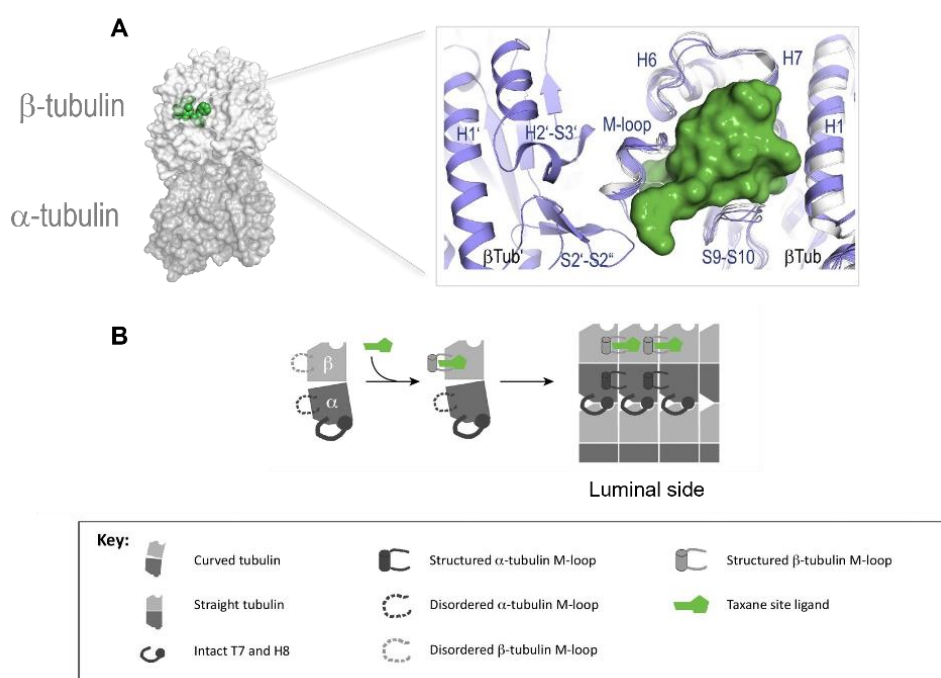 A
β-tubulin
α-tubulin
H6
H7
M-loop
H1'
H2'-S3'
H1
βTub'
S2'-S2"
S9-S10
βTub
B
β
α
Luminal side
Key:
Curved tubulin
Structured α-tubulin M-loop
Structured β-tubulin M-loop
Straight tubulin
Disordered α-tubulin M-loop
Taxane site ligand
Intact T7 and H8
Disordered β-tubulin M-loop